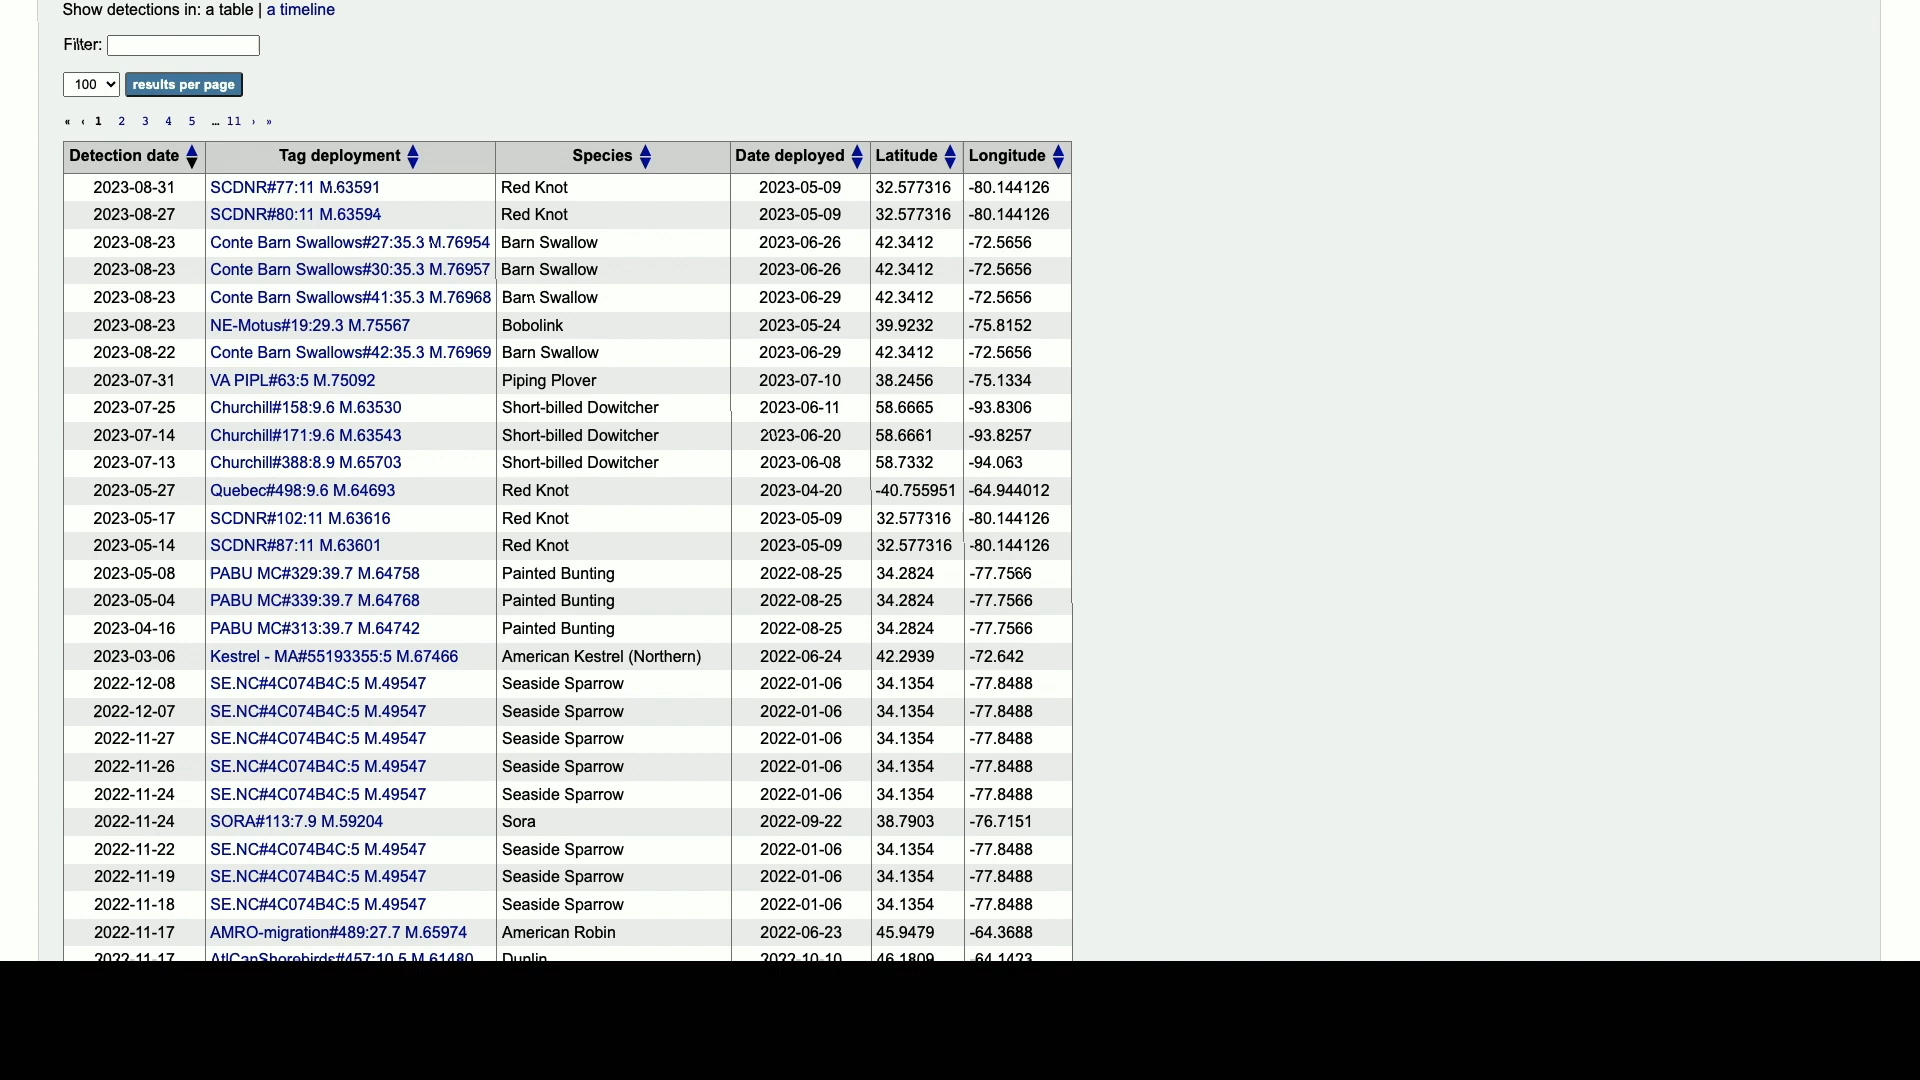 Show detections in: a table | a timeline
Filter:
100 results per page
« ‹ 1 2 3 4 5 … 11 › »
Detection date Tag deployment Species Date deployed Latitude Longitude
2023-08-31 SCDNR#77:11 M.63591 Red Knot 2023-05-09 32.577316 -80.144126
2023-08-27 SCDNR#80:11 M.63594 Red Knot 2023-05-09 32.577316 -80.144126
2023-08-23 Conte Barn Swallows#27:35.3 M.76954 Barn Swallow 2023-06-26 42.3412 -72.5656
2023-08-23 Conte Barn Swallows#30:35.3 M.76957 Barn Swallow 2023-06-26 42.3412 -72.5656
2023-08-23 Conte Barn Swallows#41:35.3 M.76968 Barn Swallow 2023-06-29 42.3412 -72.5656
2023-08-23 NE-Motus#19:29.3 M.75567 Bobolink 2023-05-24 39.9232 -75.8152
2023-08-22 Conte Barn Swallows#42:35.3 M.76969 Barn Swallow 2023-06-29 42.3412 -72.5656
2023-07-31 VA PIPL#63:5 M.75092 Piping Plover 2023-07-10 38.2456 -75.1334
2023-07-25 Churchill#158:9.6 M.63530 Short-billed Dowitcher 2023-06-11 58.6665 -93.8306
2023-07-14 Churchill#171:9.6 M.63543 Short-billed Dowitcher 2023-06-20 58.6661 -93.8257
2023-07-13 Churchill#388:8.9 M.65703 Short-billed Dowitcher 2023-06-08 58.7332 -94.063
2023-05-27 Quebec#498:9.6 M.64693 Red Knot 2023-04-20 -40.755951 -64.944012
2023-05-17 SCDNR#102:11 M.63616 Red Knot 2023-05-09 32.577316 -80.144126
2023-05-14 SCDNR#87:11 M.63601 Red Knot 2023-05-09 32.577316 -80.144126
2023-05-08 PABU MC#329:39.7 M.64758 Painted Bunting 2022-08-25 34.2824 -77.7566
2023-05-04 PABU MC#339:39.7 M.64768 Painted Bunting 2022-08-25 34.2824 -77.7566
2023-04-16 PABU MC#313:39.7 M.64742 Painted Bunting 2022-08-25 34.2824 -77.7566
2023-03-06 Kestrel - MA#55193355:5 M.67466 American Kestrel (Northern) 2022-06-24 42.2939 -72.642
2022-12-08 SE.NC#4C074B4C:5 M.49547 Seaside Sparrow 2022-01-06 34.1354 -77.8488
2022-12-07 SE.NC#4C074B4C:5 M.49547 Seaside Sparrow 2022-01-06 34.1354 -77.8488
2022-11-27 SE.NC#4C074B4C:5 M.49547 Seaside Sparrow 2022-01-06 34.1354 -77.8488
2022-11-26 SE.NC#4C074B4C:5 M.49547 Seaside Sparrow 2022-01-06 34.1354 -77.8488
2022-11-24 SE.NC#4C074B4C:5 M.49547 Seaside Sparrow 2022-01-06 34.1354 -77.8488
2022-11-24 SORA#113:7.9 M.59204 Sora 2022-09-22 38.7903 -76.7151
2022-11-22 SE.NC#4C074B4C:5 M.49547 Seaside Sparrow 2022-01-06 34.1354 -77.8488
2022-11-19 SE.NC#4C074B4C:5 M.49547 Seaside Sparrow 2022-01-06 34.1354 -77.8488
2022-11-18 SE.NC#4C074B4C:5 M.49547 Seaside Sparrow 2022-01-06 34.1354 -77.8488
2022-11-17 AMRO-migration#489:27.7 M.65974 American Robin 2022-06-23 45.9479 -64.3688
2022-11-17 AtlCanShorebirds#457:10.5 M.61480 Dunlin 2022-10-10 46.1809 -64.1423